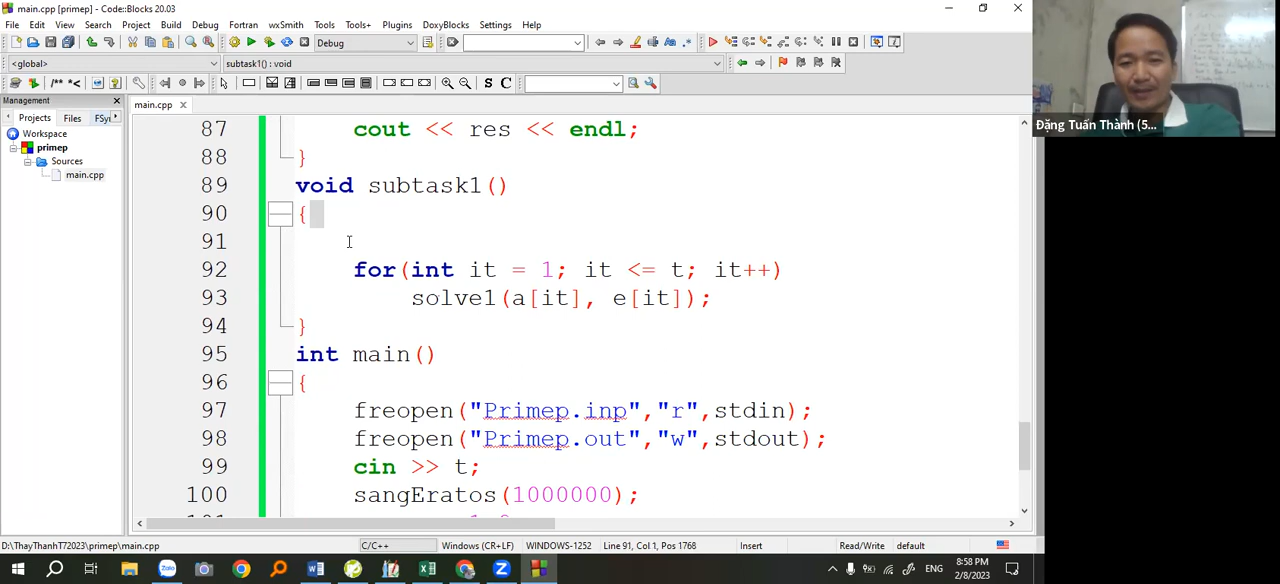 main.cpp [primep] - Code::Blocks 20.03
File Edit View Search Project Build Debug Fortran wxSmith Tools Tools+ Plugins DoxyBlocks Settings Help
Debug
<global>
subtask1() : void
/** *<
S C
Management
Projects Files FSy
Workspace
primep
Sources
main.cpp
main.cpp
87 cout << res << endl;
88 }
89 void subtask1()
90 {
91
92 for(int it = 1; it <= t; it++)
93 solve1(a[it], e[it]);
94 }
95 int main()
96 {
97 freopen("Primep.inp","r",stdin);
98 freopen("Primep.out","w",stdout);
99 cin >> t;
100 sangEratos(1000000);
Đặng Tuấn Thành (5...
D:\ThayThanhT72023\primep\main.cpp C/C++ Windows (CR+LF) WINDOWS-1252 Line 91, Col 1, Pos 1768 Insert Read/Write default
Zalo
ENG
8:58 PM
2/8/2023